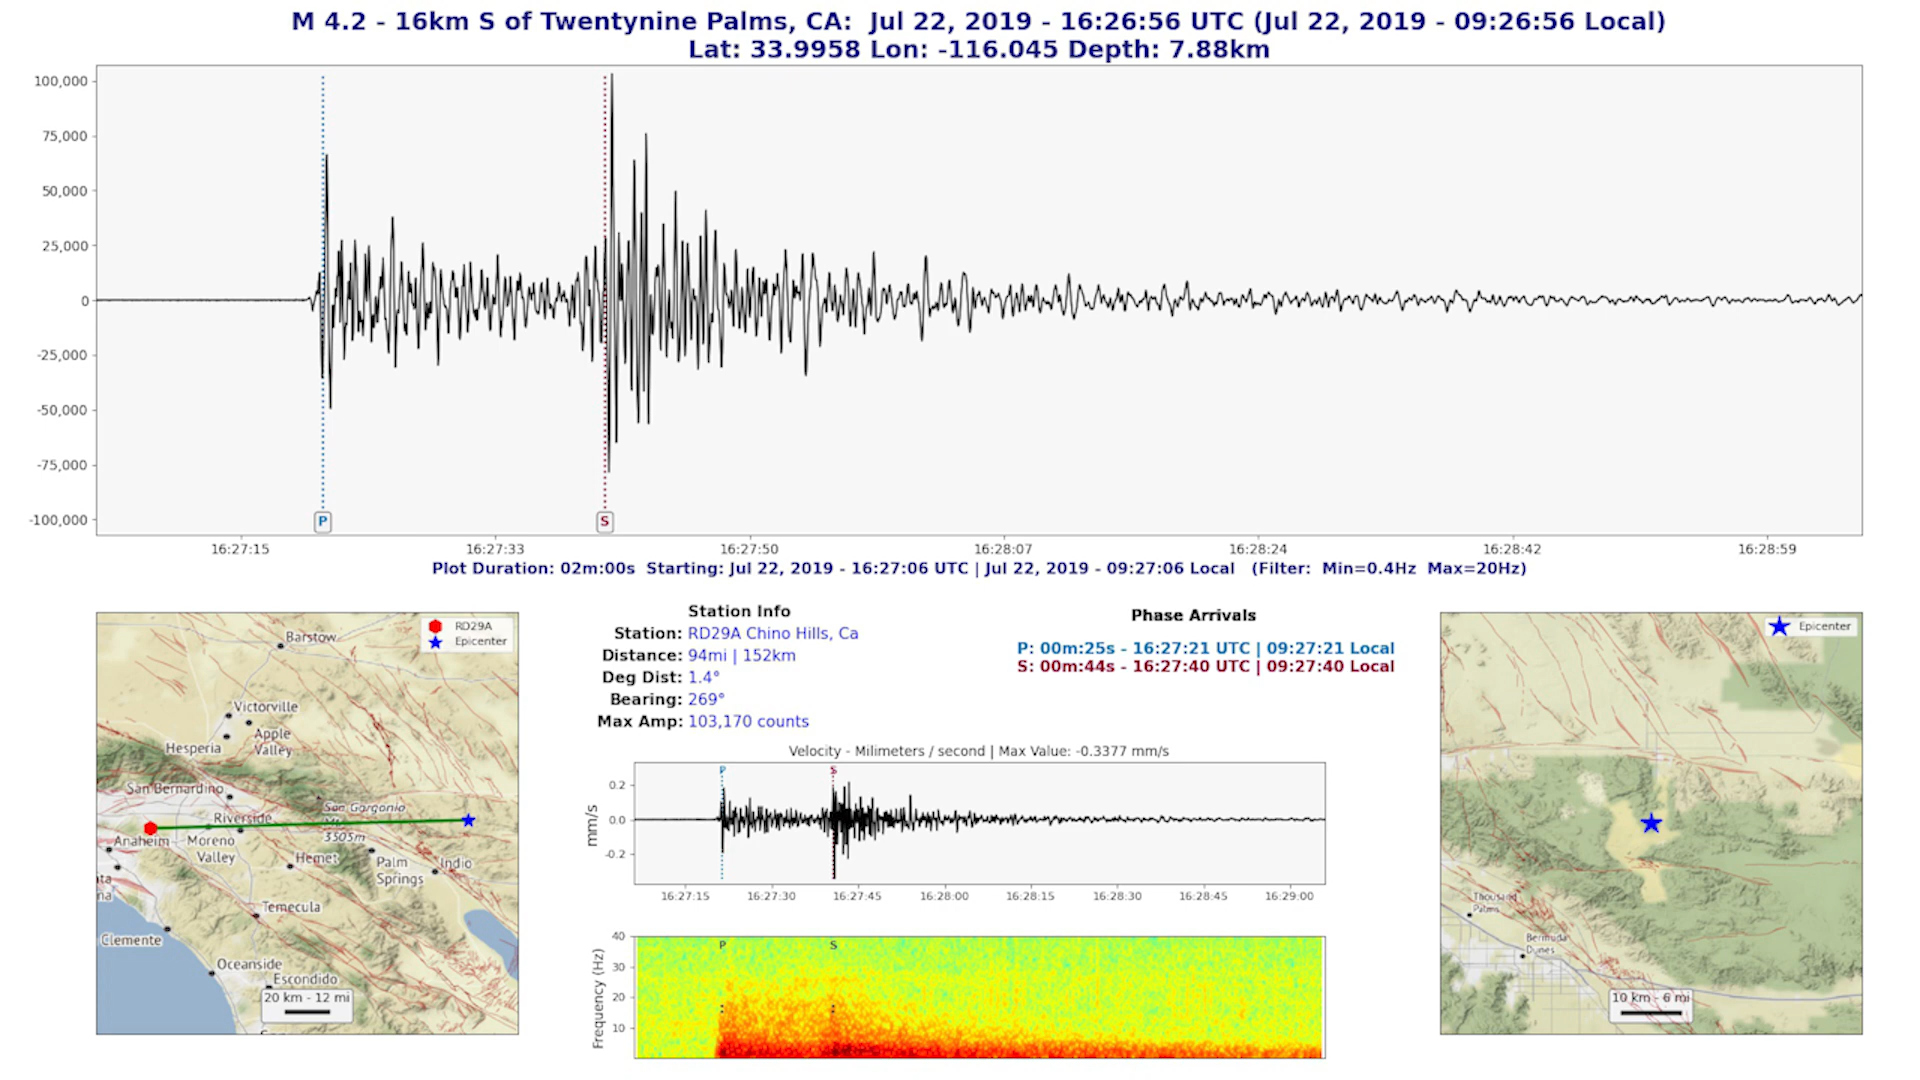 M 4.2 - 16km S of Twentynine Palms, CA:  Jul 22, 2019 - 16:26:56 UTC (Jul 22, 2019 - 09:26:56 Local)
Lat: 33.9958 Lon: -116.045 Depth: 7.88km
100,000
75,000
50,000
25,000
0
-25,000
-50,000
-75,000
-100,000
P
S
16:27:15 16:27:33 16:27:50 16:28:07 16:28:24 16:28:42 16:28:59
Plot Duration: 02m:00s  Starting: Jul 22, 2019 - 16:27:06 UTC | Jul 22, 2019 - 09:27:06 Local   (Filter:  Min=0.4Hz  Max=20Hz)
RD29A
Epicenter
Barstow
Victorville
Apple
Valley
Hesperia
San Bernardino
San Gorgonio
Mtn
3505m
Riverside
Anaheim
Moreno
Valley
Hemet
Palm
Springs
Indio
ta
na
Temecula
Clemente
Oceanside
Escondido
20 km - 12 mi
Station Info
Station: RD29A Chino Hills, Ca
Distance: 94mi | 152km
Deg Dist: 1.4°
Bearing: 269°
Max Amp: 103,170 counts
Phase Arrivals
P: 00m:25s - 16:27:21 UTC | 09:27:21 Local
S: 00m:44s - 16:27:40 UTC | 09:27:40 Local
Velocity - Milimeters / second | Max Value: -0.3377 mm/s
P
S
mm/s
0.2
0.0
-0.2
16:27:15 16:27:30 16:27:45 16:28:00 16:28:15 16:28:30 16:28:45 16:29:00
Frequency (Hz)
40
30
20
10
P
S
Epicenter
Thousand
Palms
Bermuda
Dunes
10 km - 6 mi